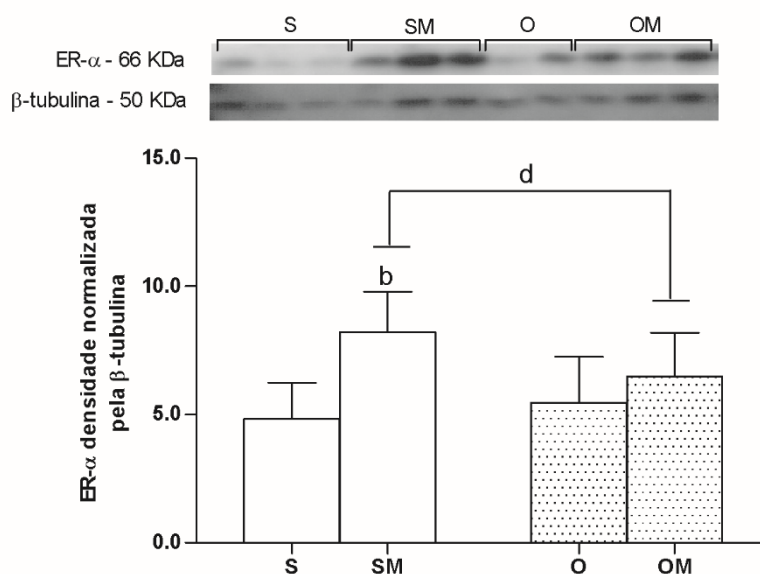 S SM O OM
ER-α - 66 KDa
β-tubulina - 50 KDa
ER-α densidade normalizada
pela β-tubulina
15.0
10.0
5.0
0.0
d
b
S SM O OM